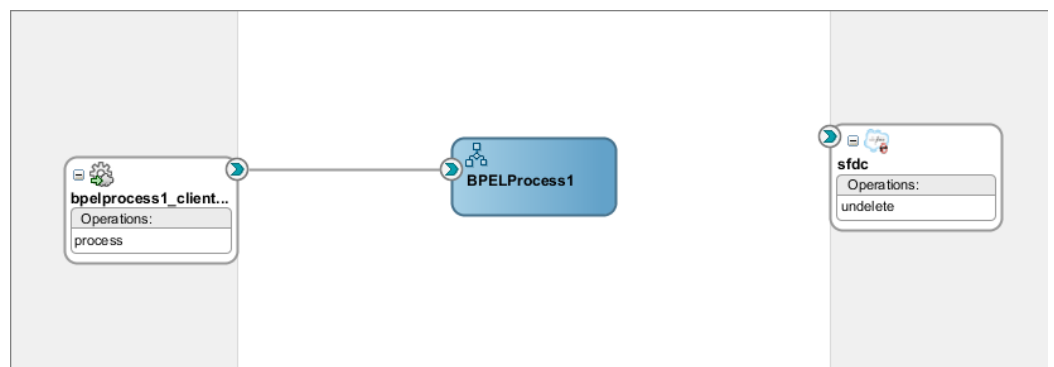 bpelprocess1_client...
Operations:
process
BPELProcess1
sfdc
Operations:
undelete